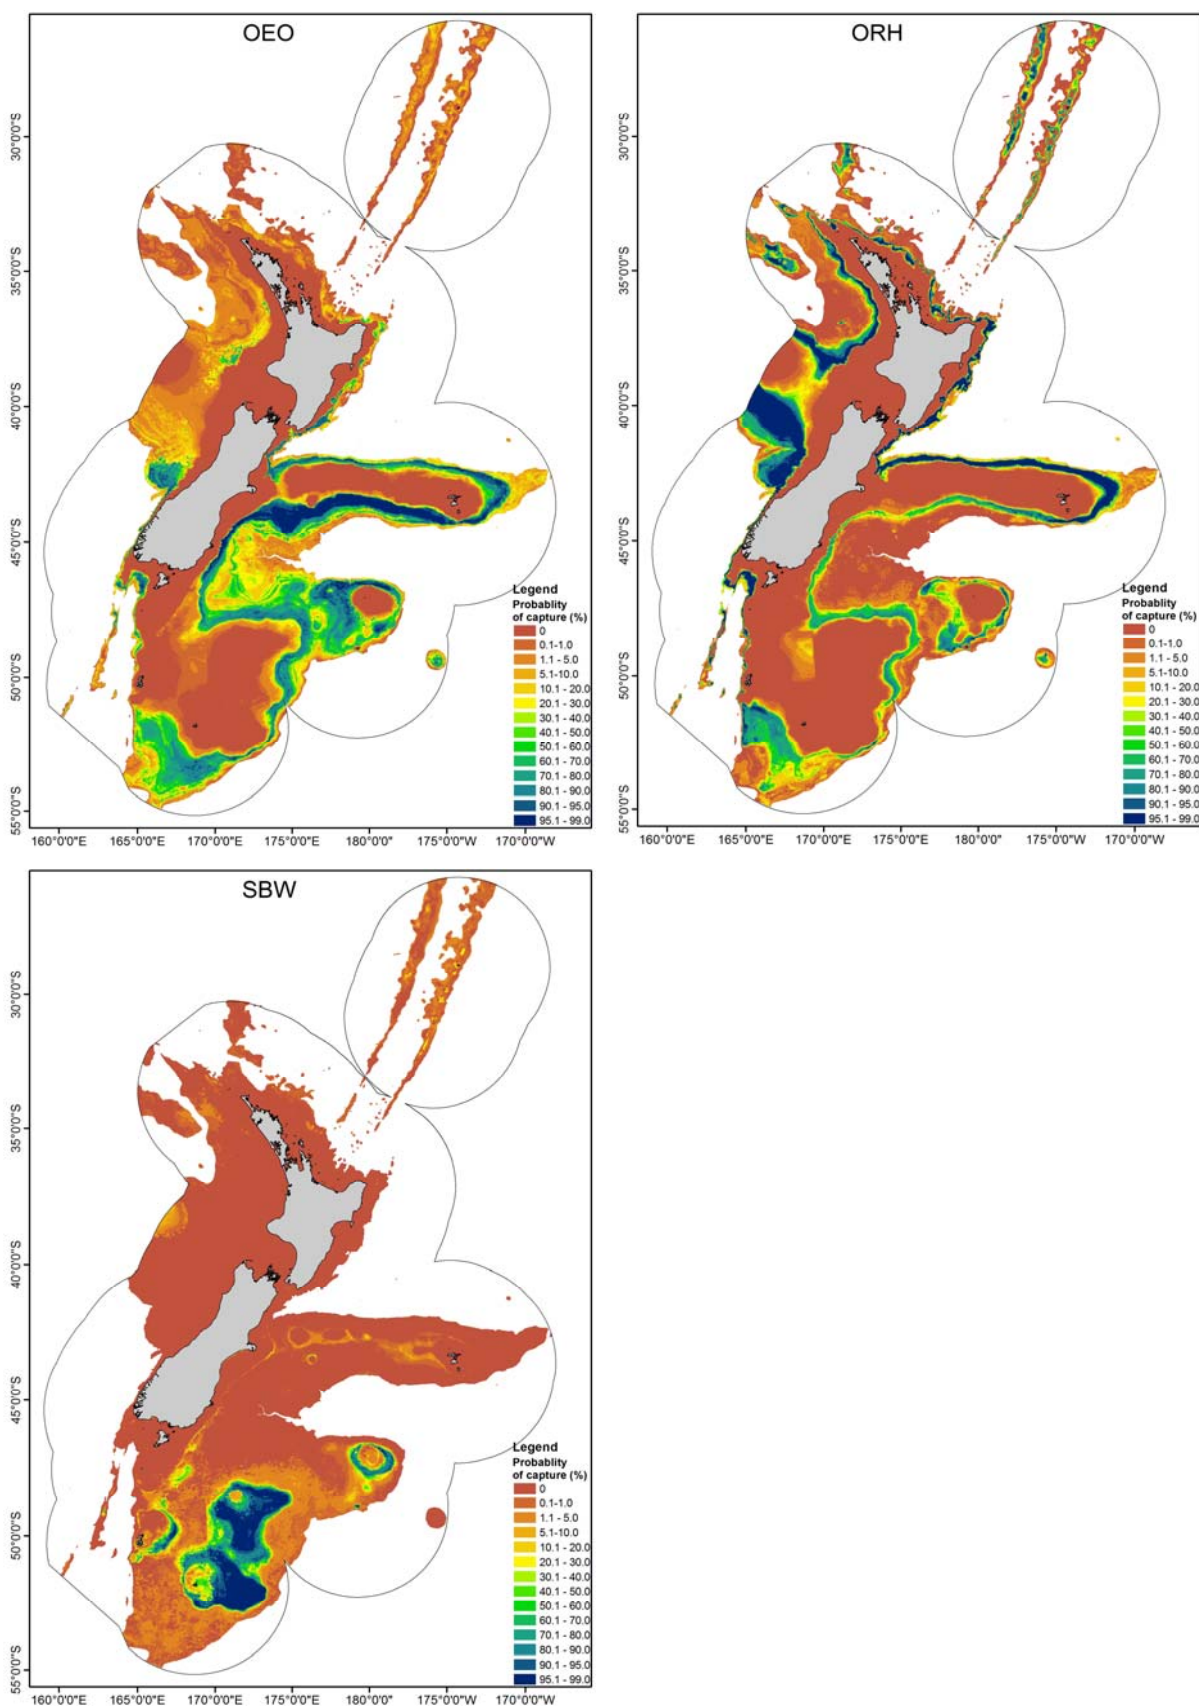 OEO
30°0'0"S
35°0'0"S
40°0'0"S
45°0'0"S
50°0'0"S
55°0'0"S
Legend
Probablity
of capture (%)
0
0.1-1.0
1.1 - 5.0
5.1-10.0
10.1 - 20.0
20.1 - 30.0
30.1 - 40.0
40.1 - 50.0
50.1 - 60.0
60.1 - 70.0
70.1 - 80.0
80.1 - 90.0
90.1 - 95.0
95.1 - 99.0
160°0'0"E 165°0'0"E 170°0'0"E 175°0'0"E 180°0'0" 175°0'0"W 170°0'0"W
ORH
30°0'0"S
35°0'0"S
40°0'0"S
45°0'0"S
50°0'0"S
55°0'0"S
Legend
Probablity
of capture (%)
0
0.1-1.0
1.1 - 5.0
5.1-10.0
10.1 - 20.0
20.1 - 30.0
30.1 - 40.0
40.1 - 50.0
50.1 - 60.0
60.1 - 70.0
70.1 - 80.0
80.1 - 90.0
90.1 - 95.0
95.1 - 99.0
160°0'0"E 165°0'0"E 170°0'0"E 175°0'0"E 180°0'0" 175°0'0"W 170°0'0"W
SBW
30°0'0"S
35°0'0"S
40°0'0"S
45°0'0"S
50°0'0"S
55°0'0"S
Legend
Probablity
of capture (%)
0
0.1-1.0
1.1 - 5.0
5.1-10.0
10.1 - 20.0
20.1 - 30.0
30.1 - 40.0
40.1 - 50.0
50.1 - 60.0
60.1 - 70.0
70.1 - 80.0
80.1 - 90.0
90.1 - 95.0
95.1 - 99.0
160°0'0"E 165°0'0"E 170°0'0"E 175°0'0"E 180°0'0" 175°0'0"W 170°0'0"W